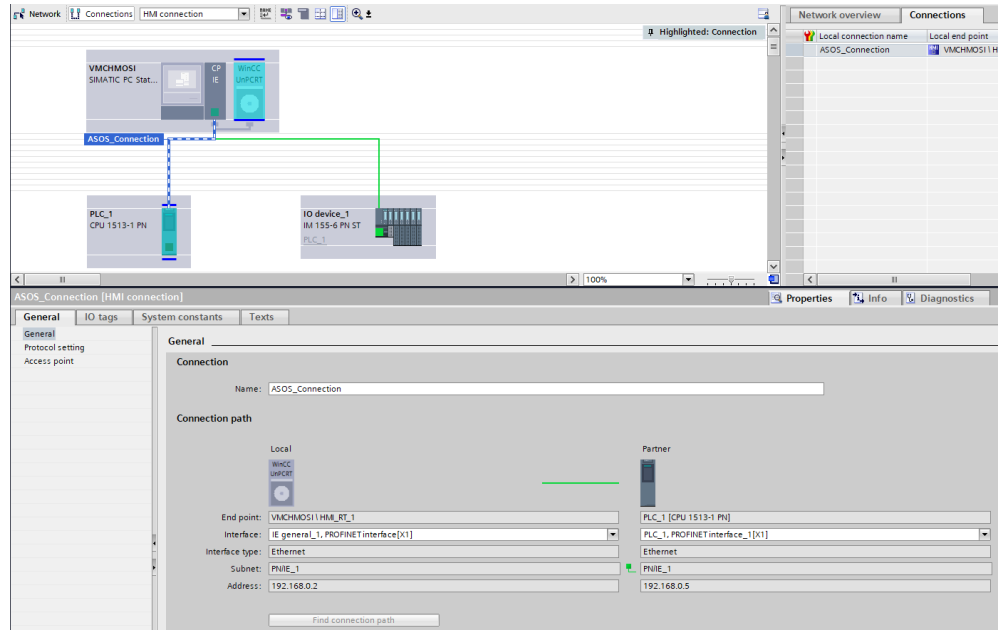 Network Connections HMI connection
Network overview Connections
Highlighted: Connection
Local connection name Local end point
ASOS_Connection VMCHMOSI \ H
VMCHMOSI
SIMATIC PC Stat...
CP
IE
WinCC
UnPCRT
ASOS_Connection
PLC_1
CPU 1513-1 PN
IO device_1
IM 155-6 PN ST
PLC_1
100%
ASOS_Connection [HMI connection]
Properties Info Diagnostics
General IO tags System constants Texts
General
Protocol setting
Access point
General
Connection
Name: ASOS_Connection
Connection path
Local Partner
WinCC
UnPCRT
End point: VMCHMOSI \ HMI_RT_1 PLC_1 [CPU 1513-1 PN]
Interface: IE general_1, PROFINET interface[X1] PLC_1, PROFINET interface_1[X1]
Interface type: Ethernet Ethernet
Subnet: PN/IE_1 PN/IE_1
Address: 192.168.0.2 192.168.0.5
Find connection path